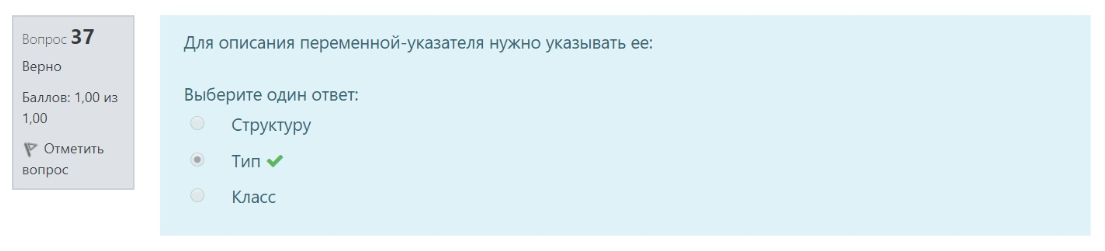 Вопрос 37
Верно
Баллов: 1,00 из
1,00
Отметить
вопрос
Для описания переменной-указателя нужно указывать ее:
Выберите один ответ:
Структуру
Тип
Класс